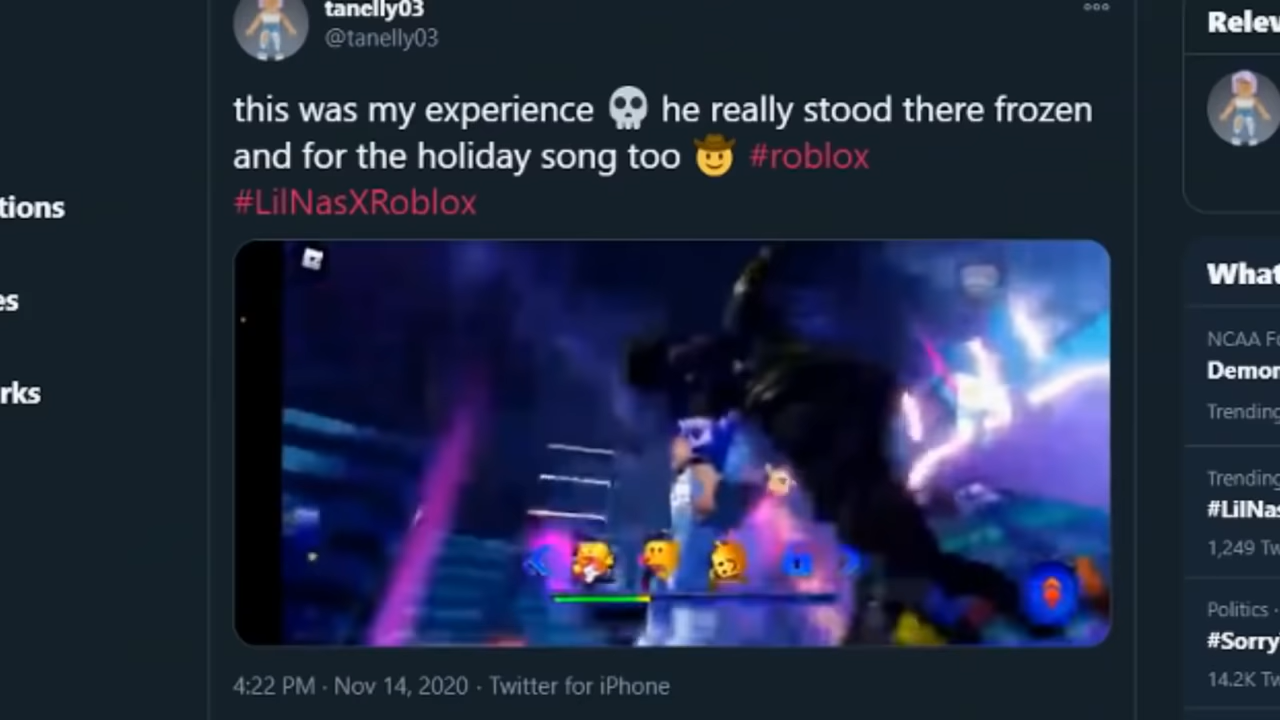 tanelly03
@tanelly03
this was my experience 💀 he really stood there frozen
and for the holiday song too 🤠 #roblox
#LilNasXRoblox
4:22 PM · Nov 14, 2020 · Twitter for iPhone
tions
es
rks
Relev
What
NCAA Fo
Demon
Trending
Trending
#LilNas
1,249 Tw
Politics ·
#Sorry
14.2K Tw